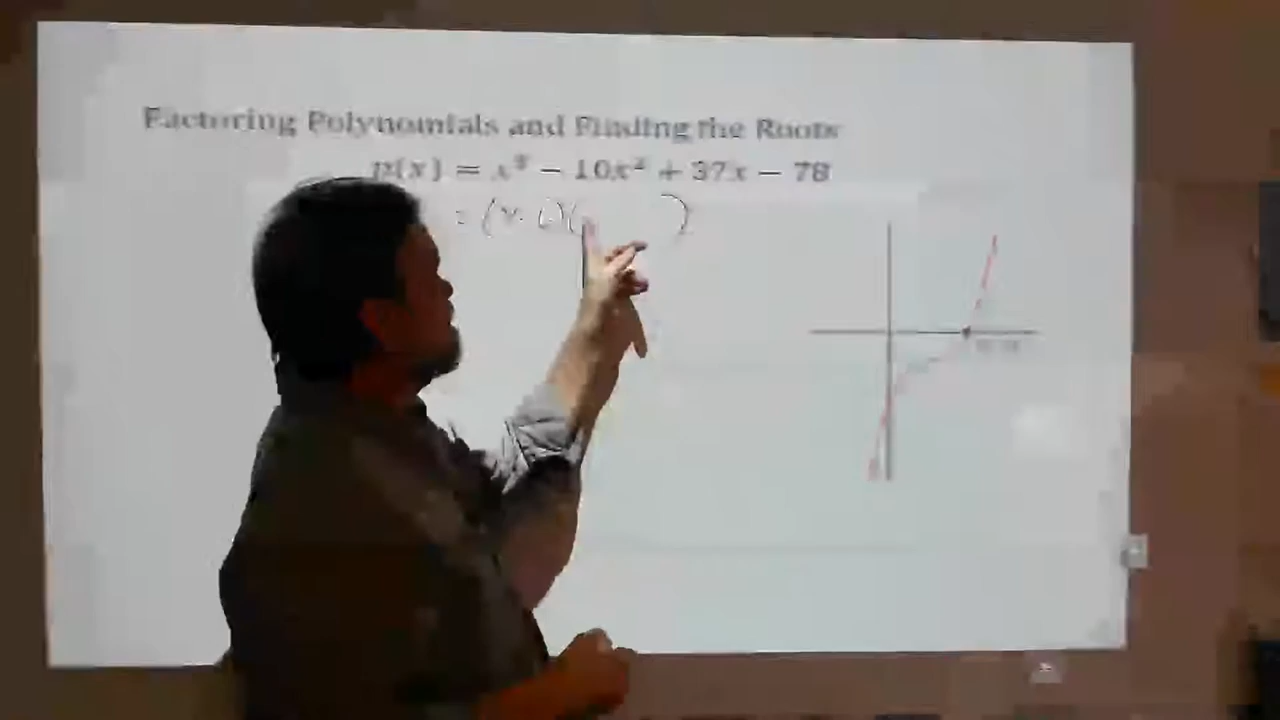 Factoring Polynomials and Finding the Roots
p(x) = x³ − 10x² + 37x − 78
= (x - 6)( )